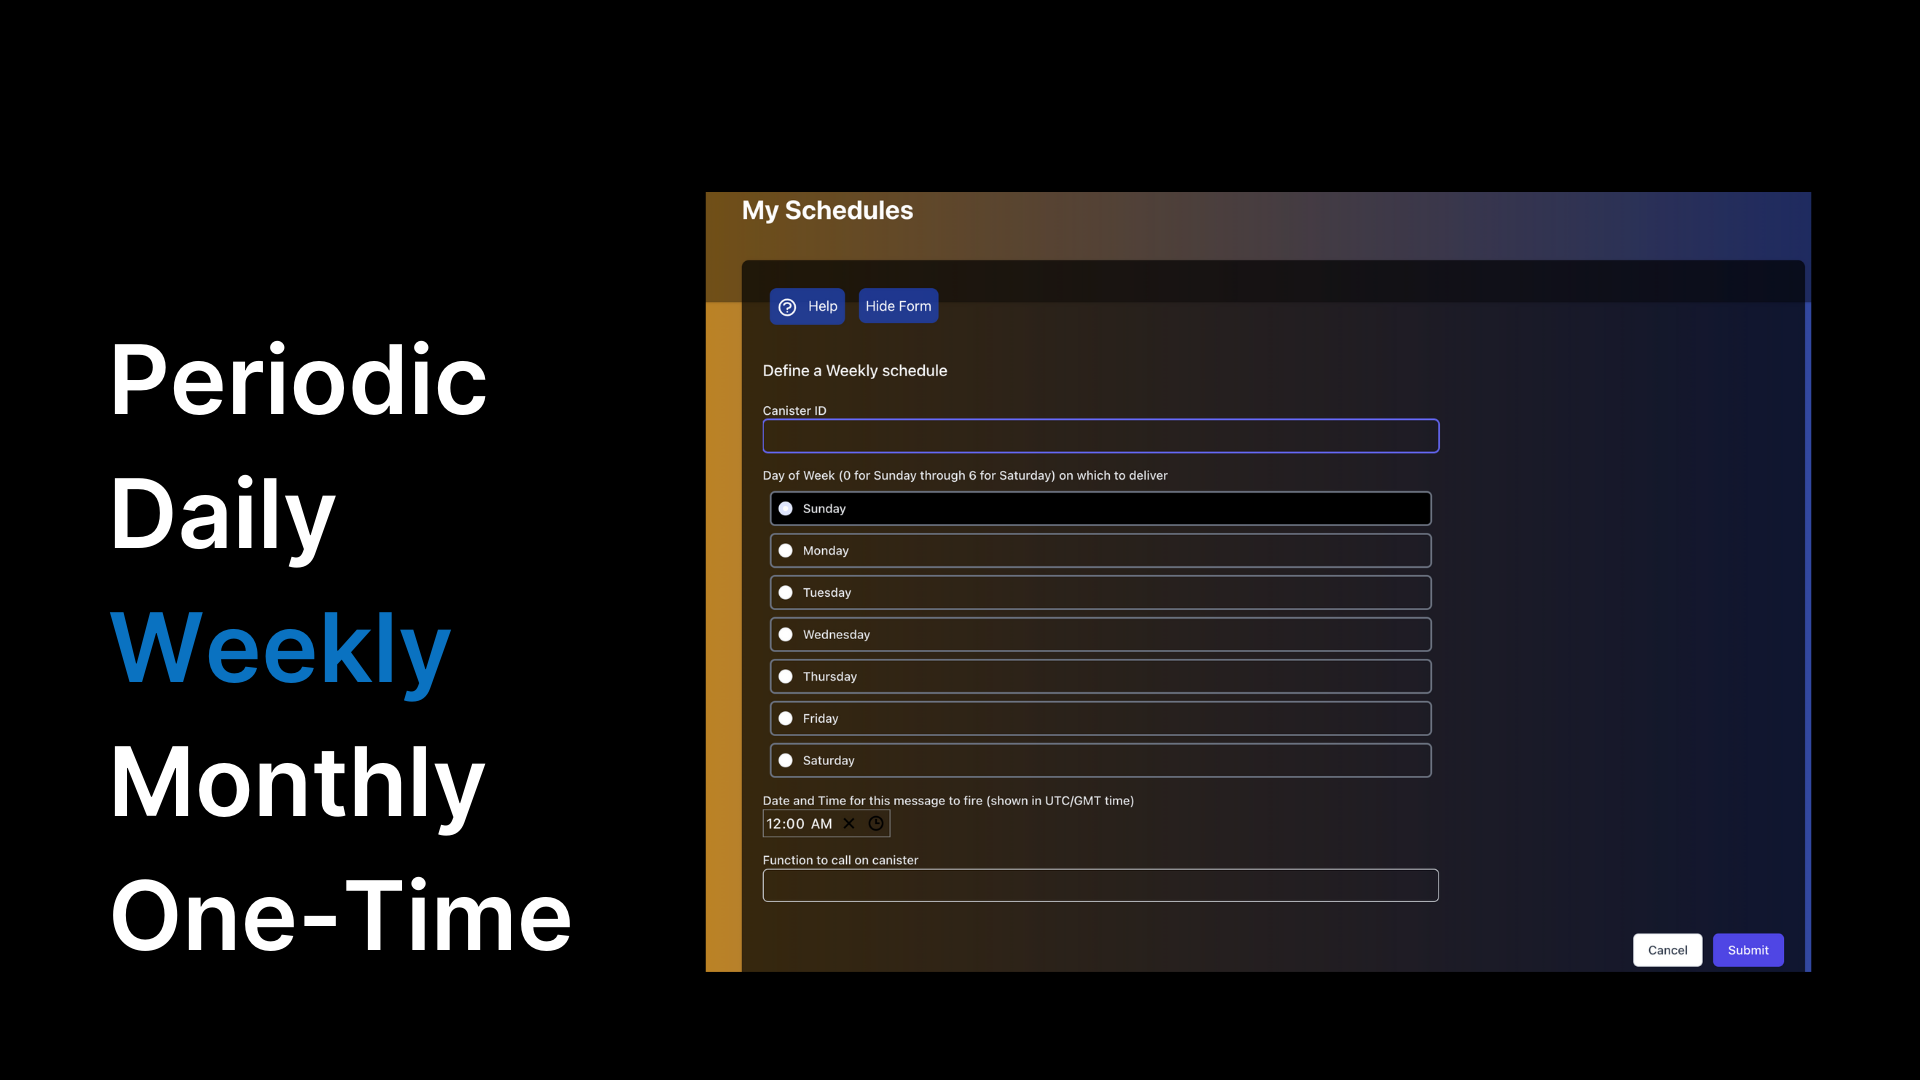 Periodic
Daily
Weekly
Monthly
One-Time
My Schedules
Help
Hide Form
Define a Weekly schedule
Canister ID
Day of Week (0 for Sunday through 6 for Saturday) on which to deliver
Sunday
Monday
Tuesday
Wednesday
Thursday
Friday
Saturday
Date and Time for this message to fire (shown in UTC/GMT time)
12:00 AM
Function to call on canister
Cancel
Submit